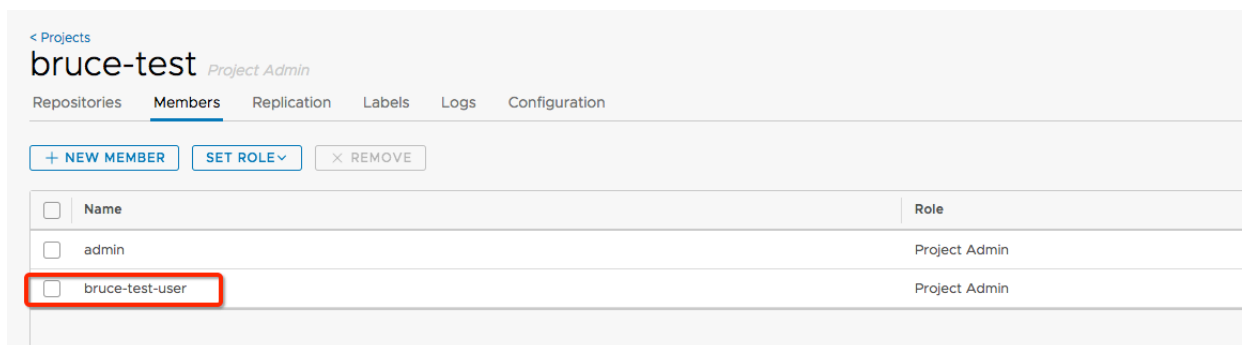 < Projects
bruce-test Project Admin
Repositories Members Replication Labels Logs Configuration
+ NEW MEMBER SET ROLE × REMOVE
Name Role
admin Project Admin
bruce-test-user Project Admin